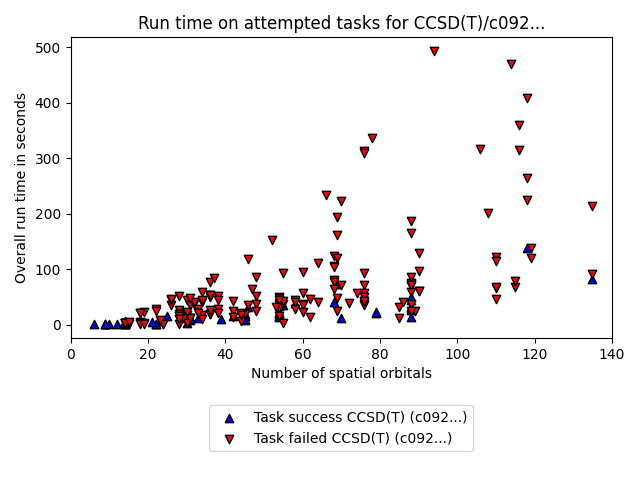 Run time on attempted tasks for CCSD(T)/c092...
Overall run time in seconds
500
400
300
200
100
0
0 20 40 60 80 100 120 140
Number of spatial orbitals
Task success CCSD(T) (c092...)
Task failed CCSD(T) (c092...)